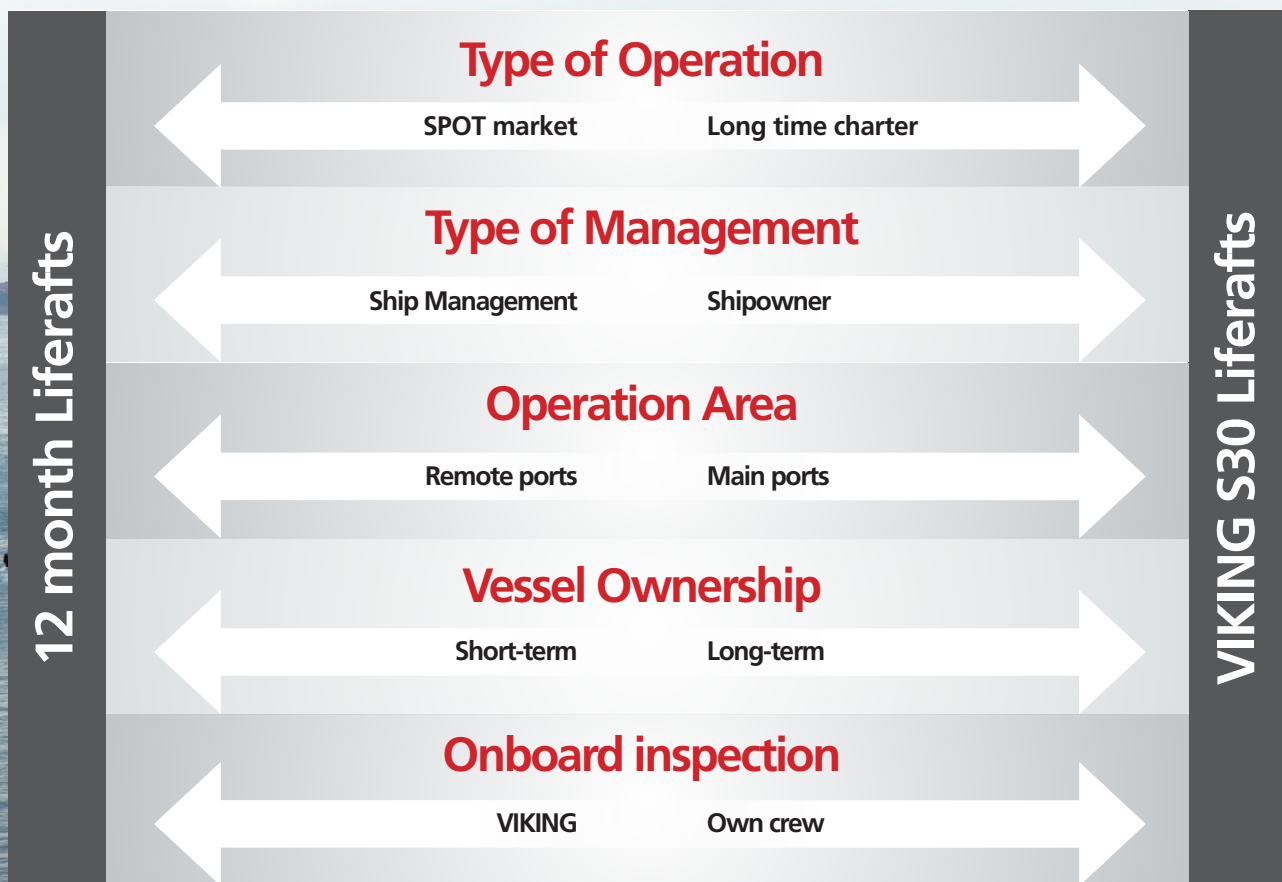 12 month Liferafts
Type of Operation
SPOT market Long time charter
Type of Management
Ship Management Shipowner
Operation Area
Remote ports Main ports
Vessel Ownership
Short-term Long-term
Onboard inspection
VIKING Own crew
VIKING S30 Liferafts